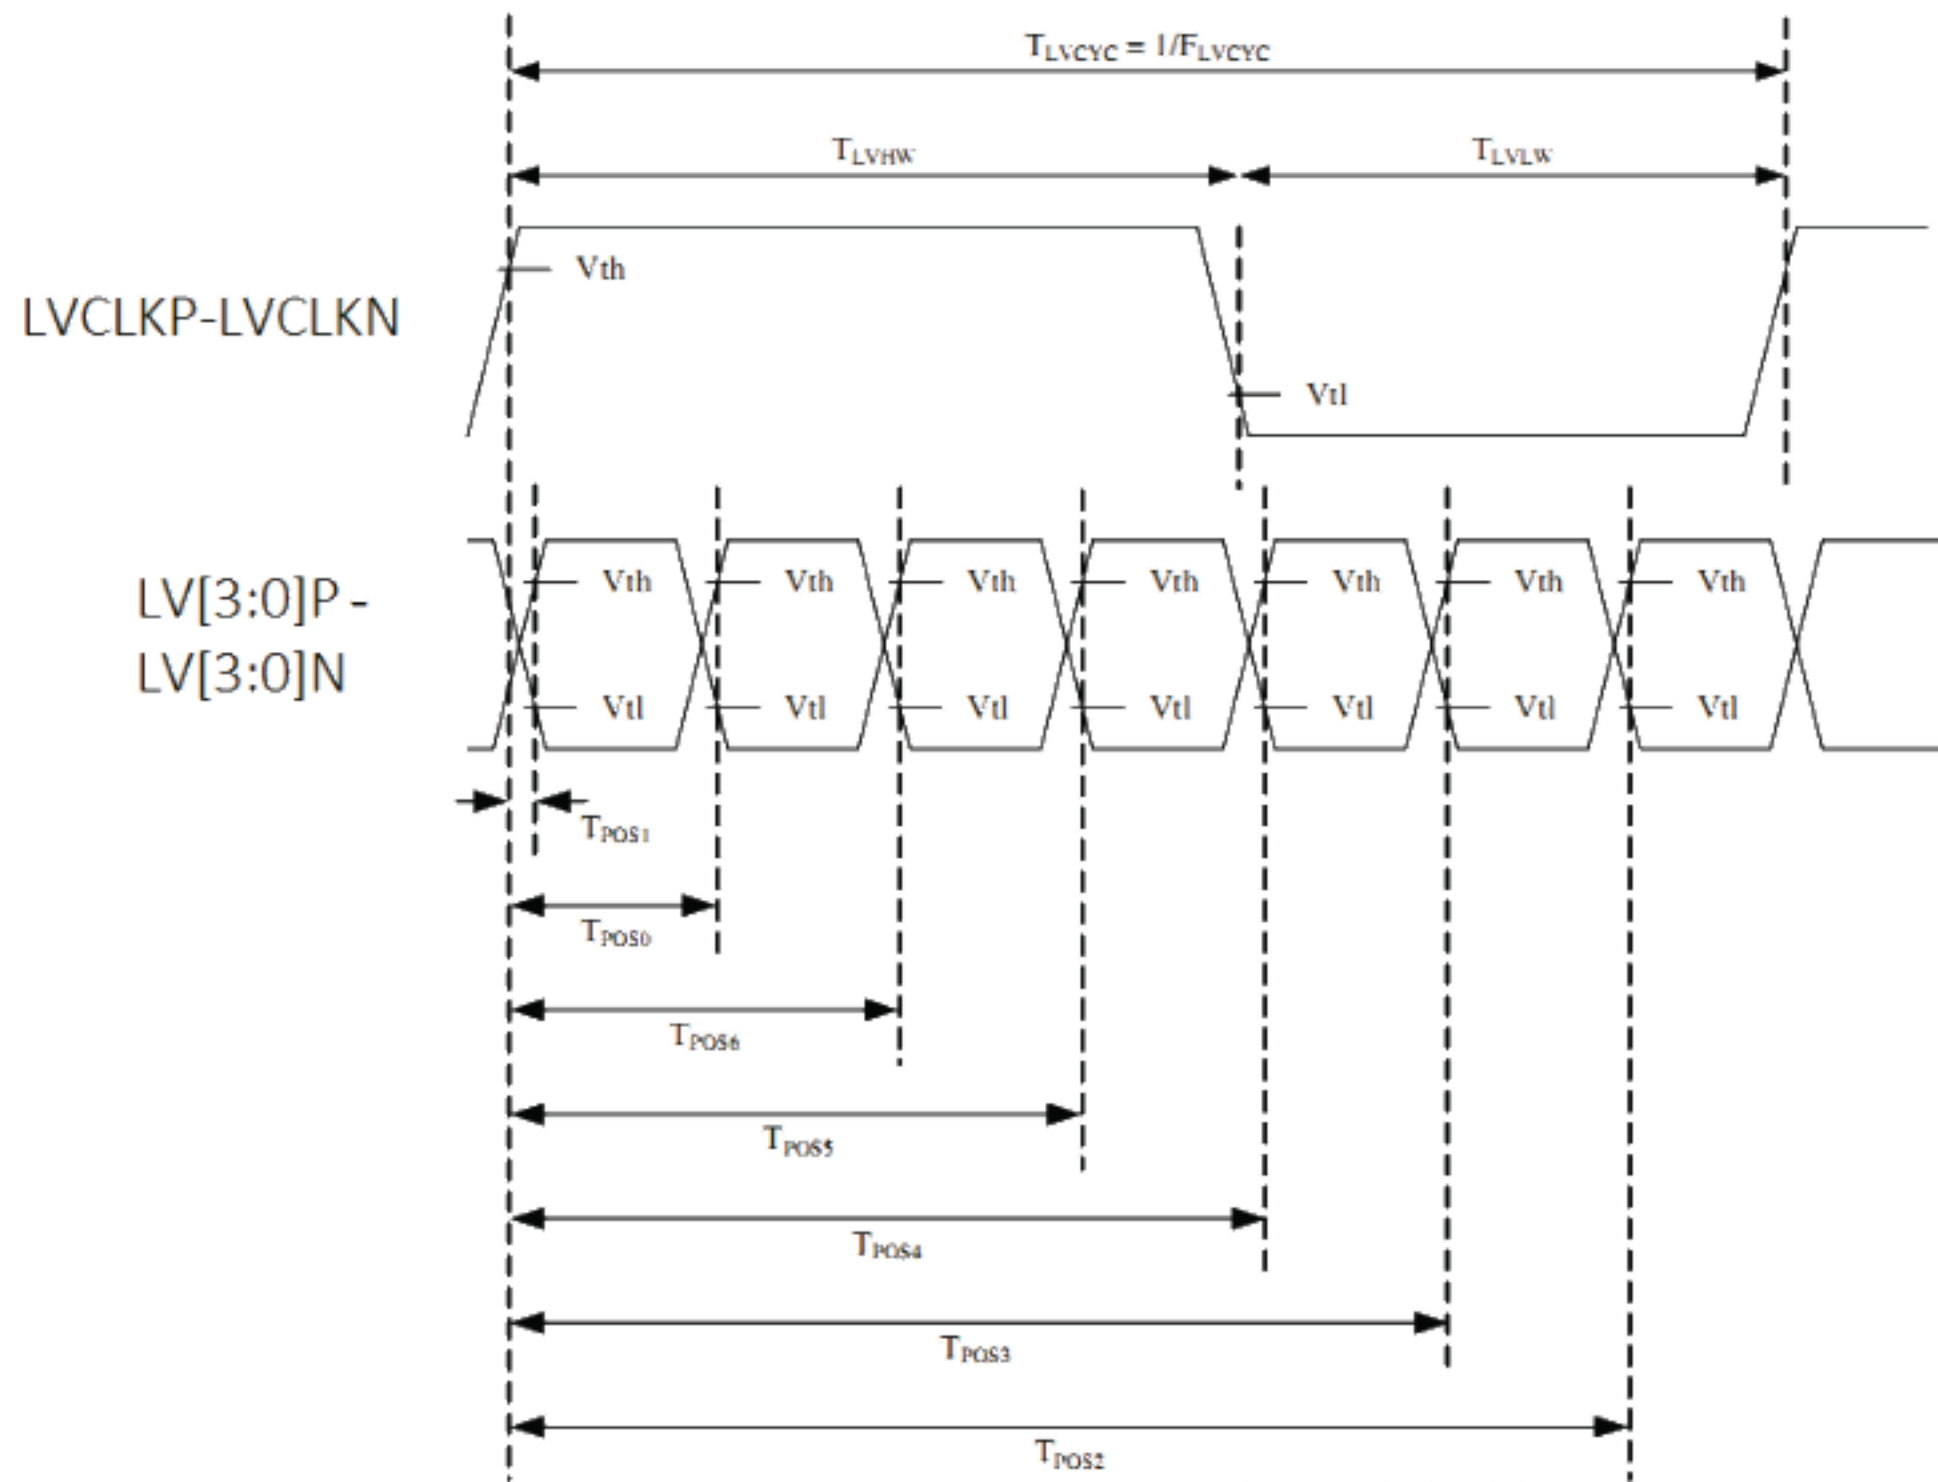 TLVCYC = 1/FLVCYC
TLVHW
TLVLW
Vth
LVCLKP-LVCLKN
Vtl
LV[3:0]P -
LV[3:0]N
Vth Vth Vth Vth Vth Vth Vth
Vtl Vtl Vtl Vtl Vtl Vtl Vtl
TPOS1
TPOS0
TPOS6
TPOS5
TPOS4
TPOS3
TPOS2